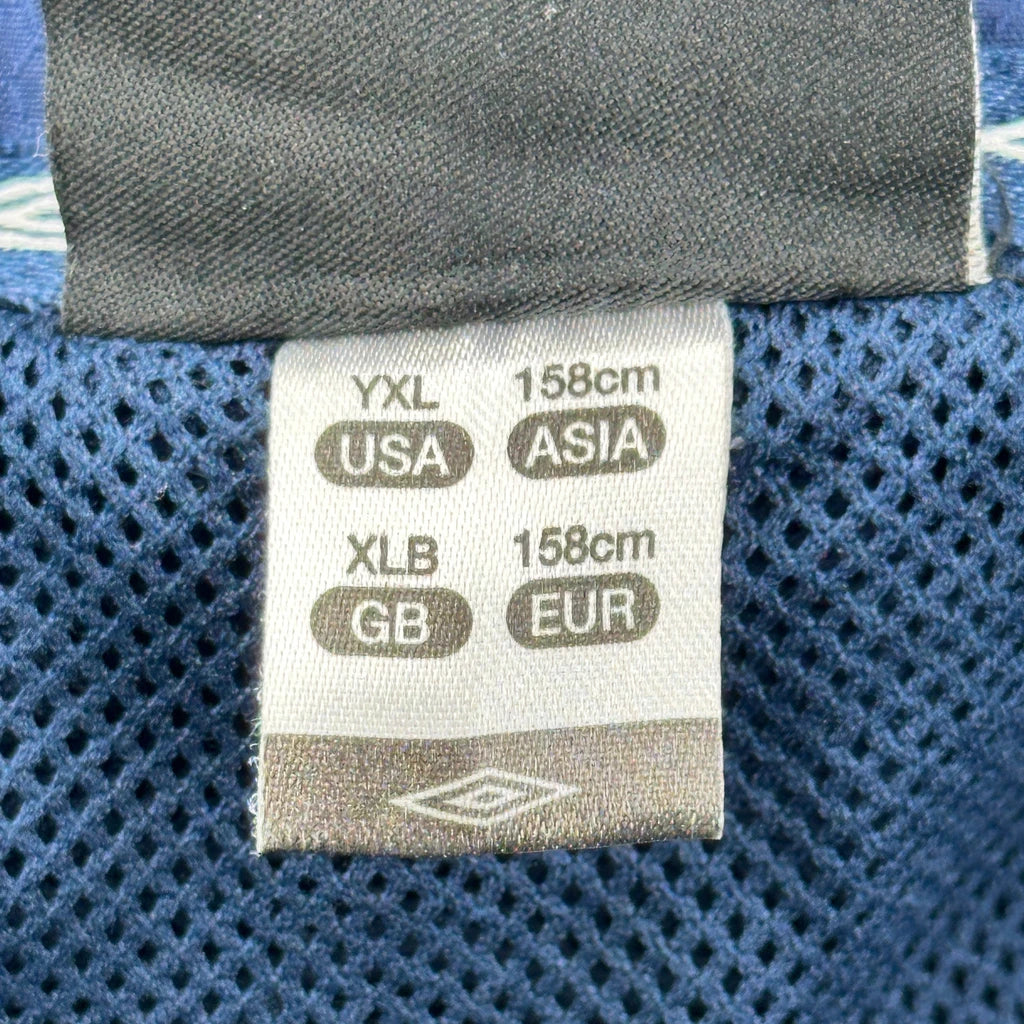 YXL 158cm
USA ASIA
XLB 158cm
GB EUR